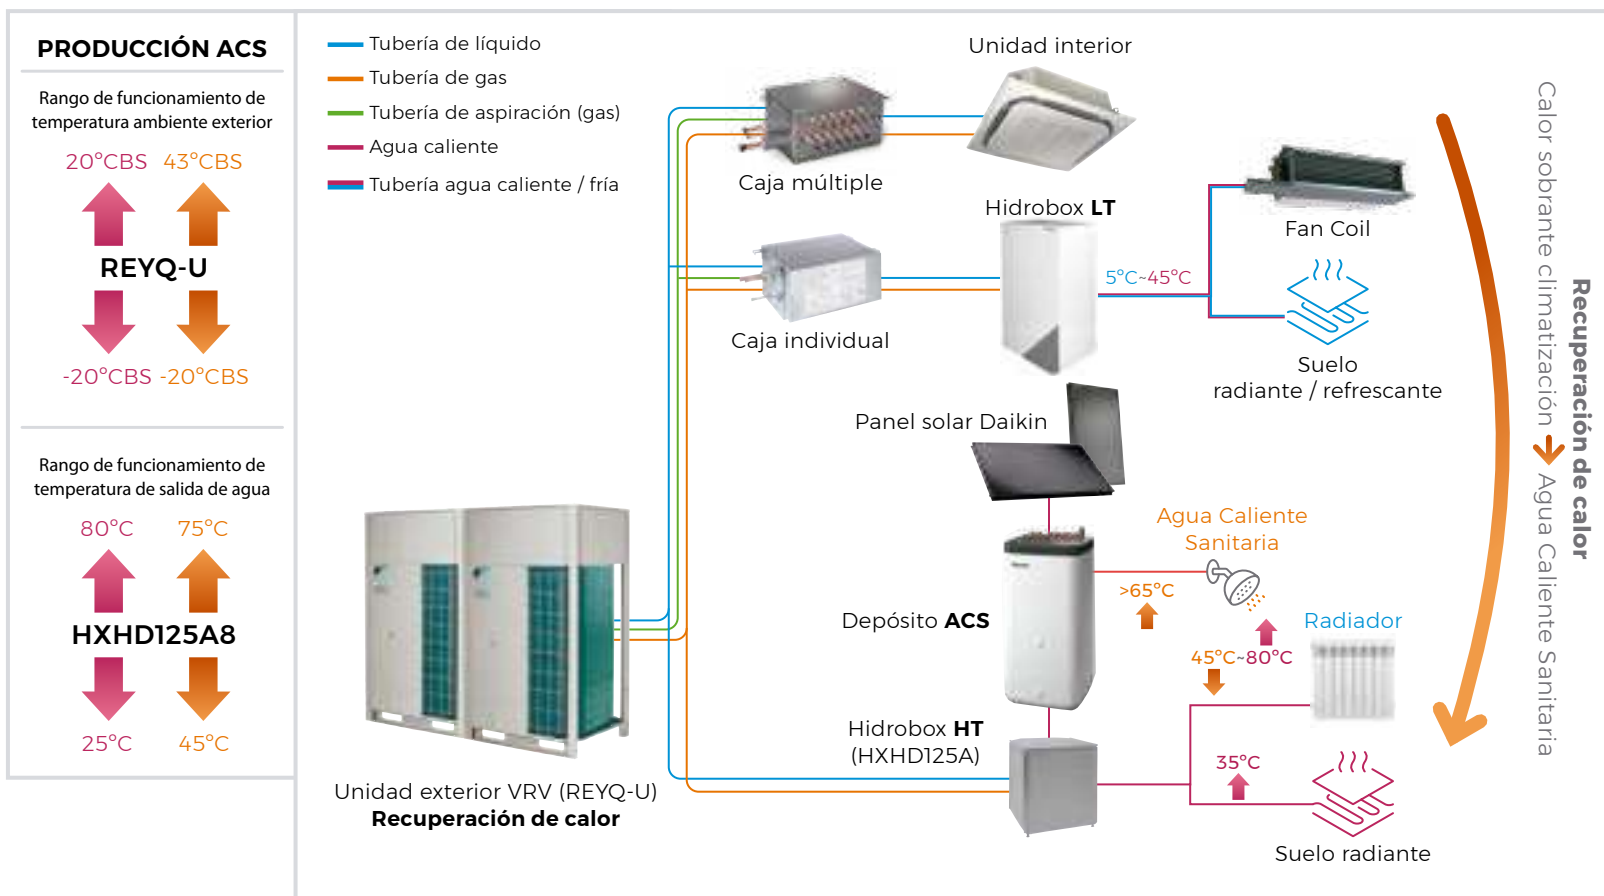 PRODUCCIÓN ACS
Rango de funcionamiento de
temperatura ambiente exterior
20°CBS 43°CBS
REYQ-U
-20°CBS -20°CBS
Rango de funcionamiento de
temperatura de salida de agua
80°C 75°C
HXHD125A8
25°C 45°C
Tubería de líquido
Tubería de gas
Tubería de aspiración (gas)
Agua caliente
Tubería agua caliente / fría
Unidad interior
Caja múltiple
Hidrobox LT
Fan Coil
5°C~45°C
Caja individual
Suelo
radiante / refrescante
Panel solar Daikin
Agua Caliente
Sanitaria
>65°C
Depósito ACS
Radiador
45°C~80°C
Hidrobox HT
(HXHD125A)
35°C
Suelo radiante
Unidad exterior VRV (REYQ-U)
Recuperación de calor
Recuperación de calor
Calor sobrante climatización Agua Caliente Sanitaria